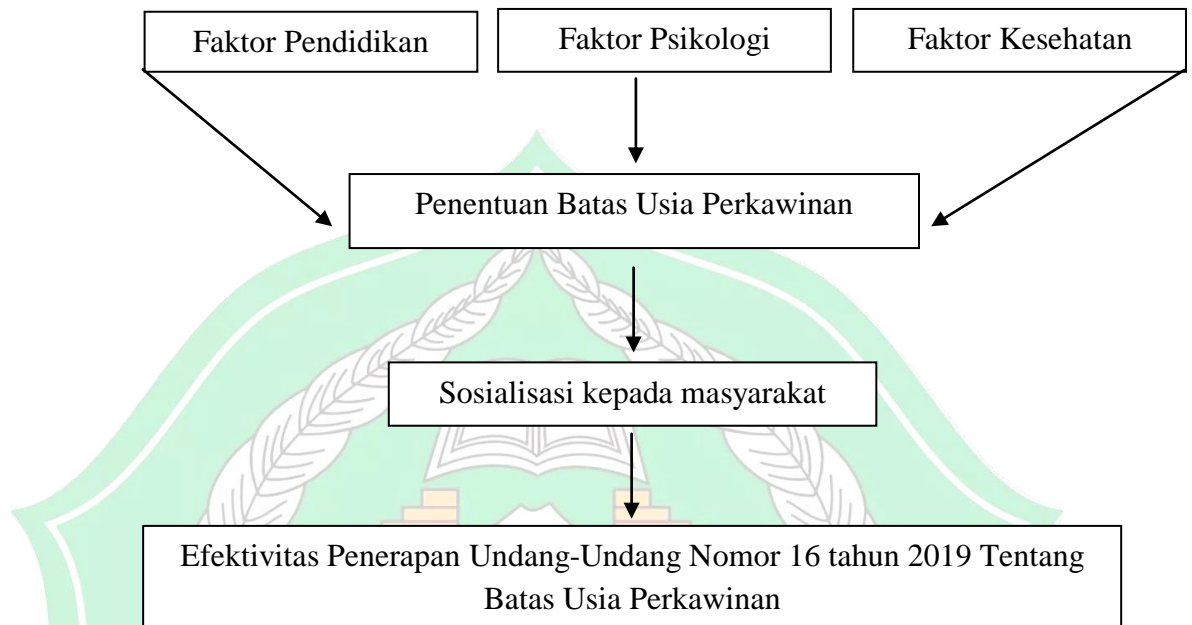 Faktor Pendidikan
Faktor Psikologi
Faktor Kesehatan
Penentuan Batas Usia Perkawinan
Sosialisasi kepada masyarakat
Efektivitas Penerapan Undang-Undang Nomor 16 tahun 2019 Tentang
Batas Usia Perkawinan